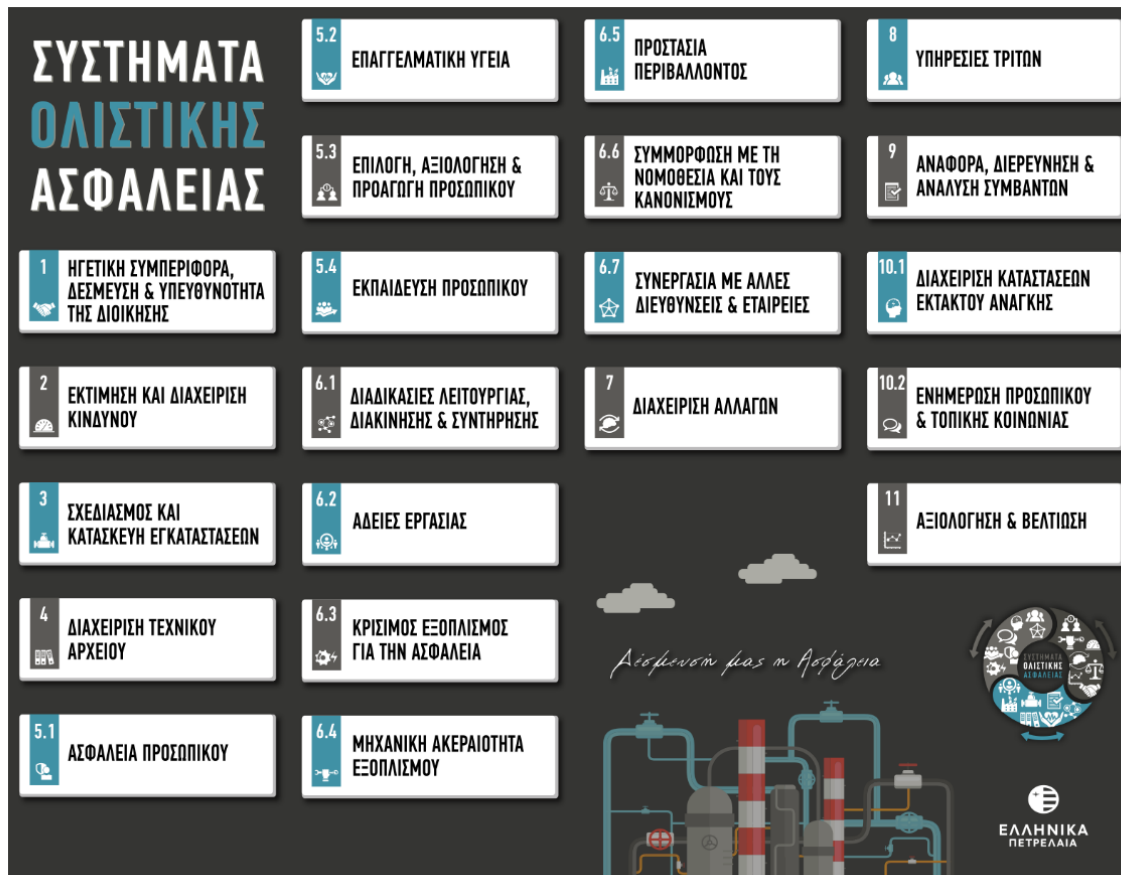 ΣΥΣΤΗΜΑΤΑ
ΟΛΙΣΤΙΚΗΣ
ΑΣΦΑΛΕΙΑΣ
1
ΗΓΕΤΙΚΗ ΣΥΜΠΕΡΙΦΟΡΑ,
ΔΕΣΜΕΥΣΗ & ΥΠΕΥΘΥΝΟΤΗΤΑ
ΤΗΣ ΔΙΟΙΚΗΣΗΣ
2
ΕΚΤΙΜΗΣΗ ΚΑΙ ΔΙΑΧΕΙΡΙΣΗ
ΚΙΝΔΥΝΟΥ
3
ΣΧΕΔΙΑΣΜΟΣ ΚΑΙ
ΚΑΤΑΣΚΕΥΗ ΕΓΚΑΤΑΣΤΑΣΕΩΝ
4
ΔΙΑΧΕΙΡΙΣΗ ΤΕΧΝΙΚΟΥ
ΑΡΧΕΙΟΥ
5.1
ΑΣΦΑΛΕΙΑ ΠΡΟΣΩΠΙΚΟΥ
5.2
ΕΠΑΓΓΕΛΜΑΤΙΚΗ ΥΓΕΙΑ
5.3
ΕΠΙΛΟΓΗ, ΑΞΙΟΛΟΓΗΣΗ &
ΠΡΟΑΓΩΓΗ ΠΡΟΣΩΠΙΚΟΥ
5.4
ΕΚΠΑΙΔΕΥΣΗ ΠΡΟΣΩΠΙΚΟΥ
6.1
ΔΙΑΔΙΚΑΣΙΕΣ ΛΕΙΤΟΥΡΓΙΑΣ,
ΔΙΑΚΙΝΗΣΗΣ & ΣΥΝΤΗΡΗΣΗΣ
6.2
ΑΔΕΙΕΣ ΕΡΓΑΣΙΑΣ
6.3
ΚΡΙΣΙΜΟΣ ΕΞΟΠΛΙΣΜΟΣ
ΓΙΑ ΤΗΝ ΑΣΦΑΛΕΙΑ
6.4
ΜΗΧΑΝΙΚΗ ΑΚΕΡΑΙΟΤΗΤΑ
ΕΞΟΠΛΙΣΜΟΥ
6.5
ΠΡΟΣΤΑΣΙΑ
ΠΕΡΙΒΑΛΛΟΝΤΟΣ
6.6
ΣΥΜΜΟΡΦΩΣΗ ΜΕ ΤΗ
ΝΟΜΟΘΕΣΙΑ ΚΑΙ ΤΟΥΣ
ΚΑΝΟΝΙΣΜΟΥΣ
6.7
ΣΥΝΕΡΓΑΣΙΑ ΜΕ ΑΛΛΕΣ
ΔΙΕΥΘΥΝΣΕΙΣ & ΕΤΑΙΡΕΙΕΣ
7
ΔΙΑΧΕΙΡΙΣΗ ΑΛΛΑΓΩΝ
8
ΥΠΗΡΕΣΙΕΣ ΤΡΙΤΩΝ
9
ΑΝΑΦΟΡΑ, ΔΙΕΡΕΥΝΗΣΗ &
ΑΝΑΛΥΣΗ ΣΥΜΒΑΝΤΩΝ
10.1
ΔΙΑΧΕΙΡΙΣΗ ΚΑΤΑΣΤΑΣΕΩΝ
ΕΚΤΑΚΤΟΥ ΑΝΑΓΚΗΣ
10.2
ΕΝΗΜΕΡΩΣΗ ΠΡΟΣΩΠΙΚΟΥ
& ΤΟΠΙΚΗΣ ΚΟΙΝΩΝΙΑΣ
11
ΑΞΙΟΛΟΓΗΣΗ & ΒΕΛΤΙΩΣΗ
Δέσμευσή μας η Ασφάλεια
ΣΥΣΤΗΜΑΤΑ
ΟΛΙΣΤΙΚΗΣ
ΑΣΦΑΛΕΙΑΣ
ΕΛΛΗΝΙΚΑ
ΠΕΤΡΕΛΑΙΑ